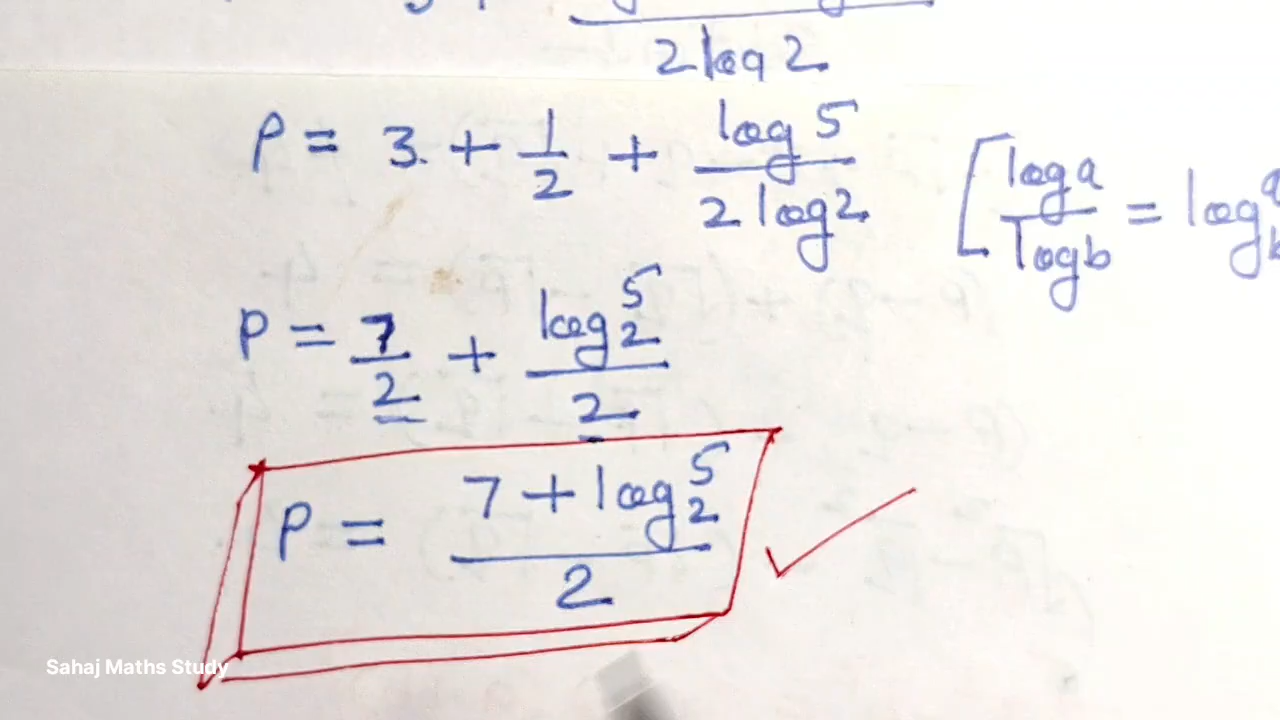 2 log 2
P = 3 + 1/2 + log 5 / 2 log 2 [ log a / log b = log
P = 7/2 + log₂⁵ / 2
P = 7 + log₂⁵ / 2
Sahaj Maths Study